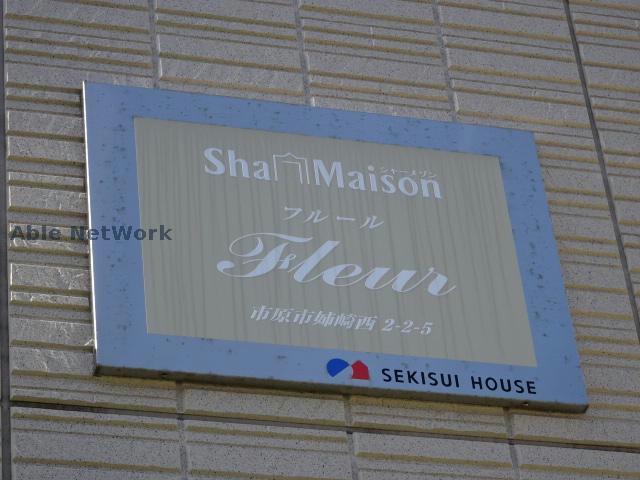 Sha Maison
シャーメゾン
フルール
Fleur
市原市姉崎西 2-2-5
SEKISUI HOUSE
Able NetWork